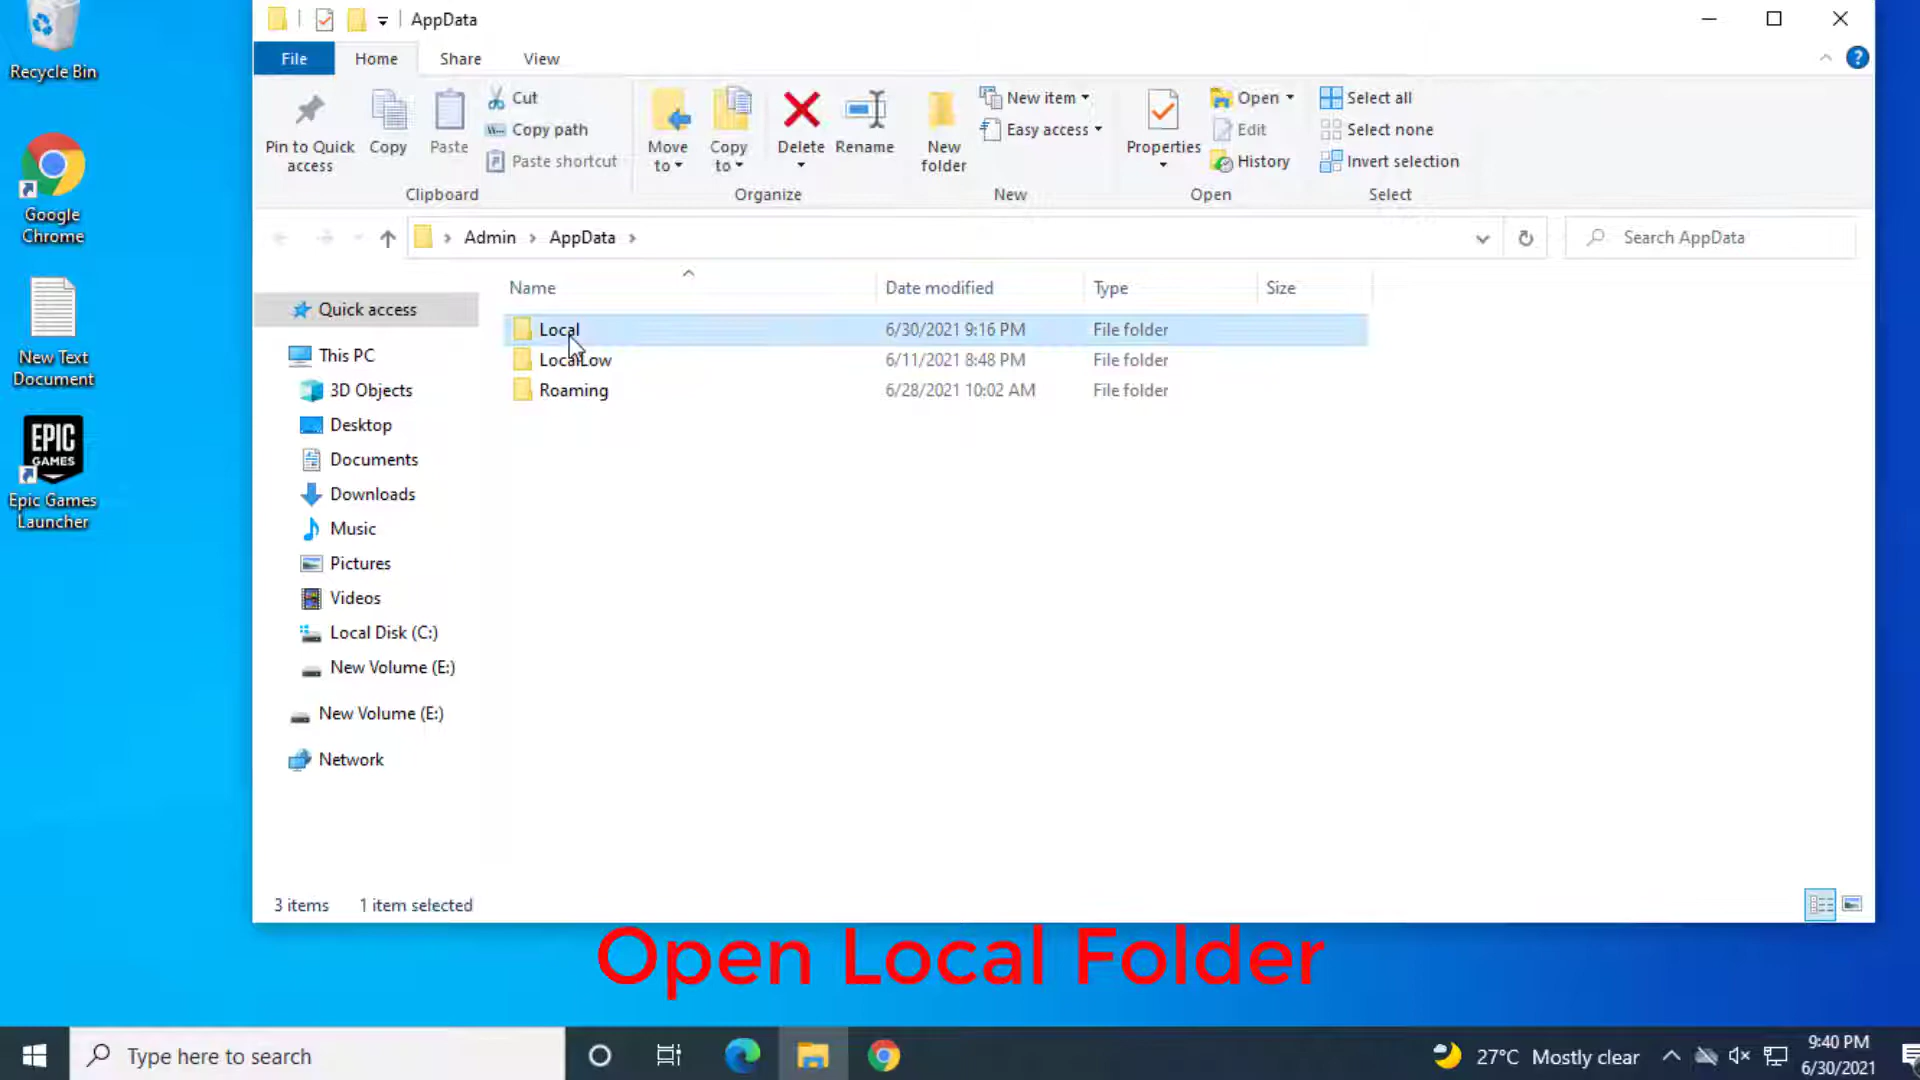 AppData
File Home Share View
Pin to Quick access
Copy
Paste
Cut
Copy path
Paste shortcut
Clipboard
Move to
Copy to
Delete
Rename
Organize
New folder
New item
Easy access
New
Properties
Open
Edit
History
Open
Select all
Select none
Invert selection
Select
Admin > AppData >
Search AppData
Name Date modified Type Size
Local 6/30/2021 9:16 PM File folder
LocalLow 6/11/2021 8:48 PM File folder
Roaming 6/28/2021 10:02 AM File folder
Quick access
This PC
3D Objects
Desktop
Documents
Downloads
Music
Pictures
Videos
Local Disk (C:)
New Volume (E:)
New Volume (E:)
Network
3 items 1 item selected
Recycle Bin
Google
Chrome
New Text
Document
EPIC
GAMES
Epic Games
Launcher
Open Local Folder
Type here to search
27°C Mostly clear
9:40 PM
6/30/2021